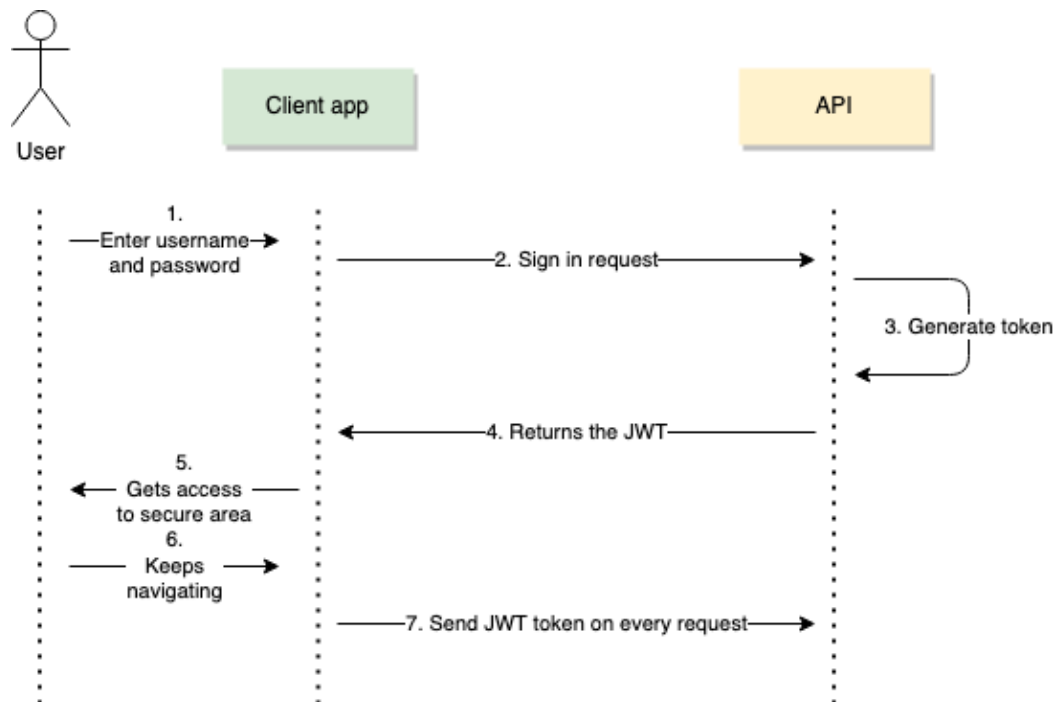 User
Client app
API
1.
Enter username
and password
2. Sign in request
3. Generate token
4. Returns the JWT
5.
Gets access
to secure area
6.
Keeps
navigating
7. Send JWT token on every request